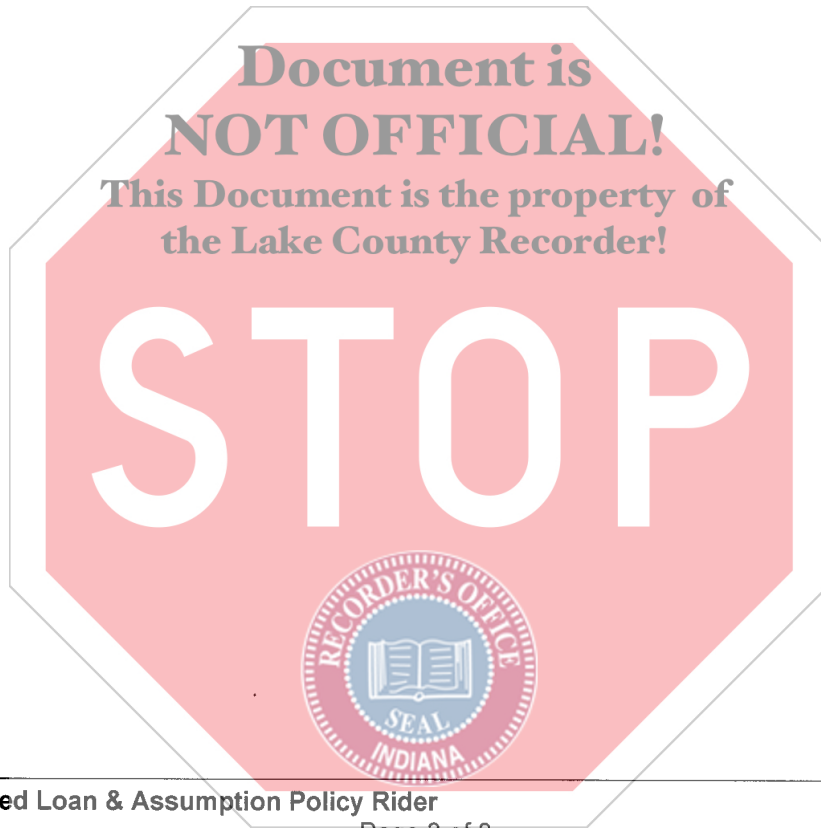 Document is
NOT OFFICIAL!
This Document is the property of
the Lake County Recorder!
STOP
RECORDER'S OFFICE
SEAL
INDIANA
ed Loan & Assumption Policy Rider